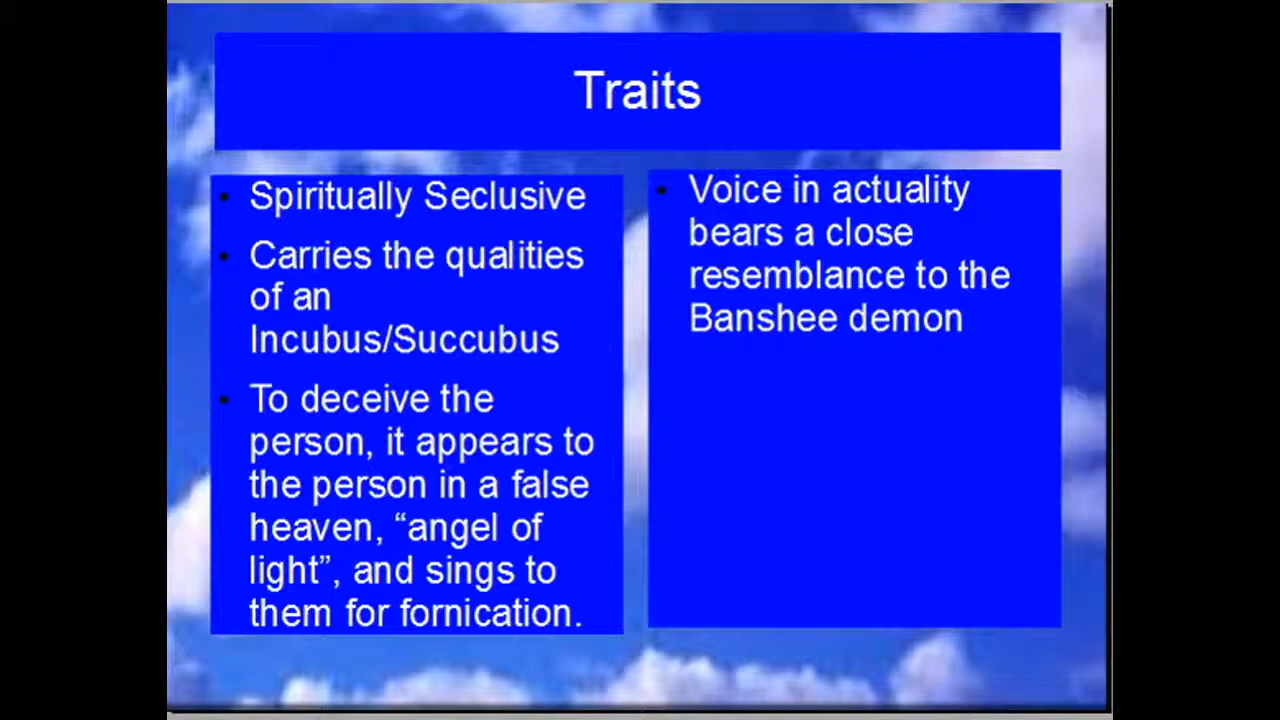 Traits
• Spiritually Seclusive
• Carries the qualities
of an
Incubus/Succubus
• To deceive the
person, it appears to
the person in a false
heaven, “angel of
light”, and sings to
them for fornication.
• Voice in actuality
bears a close
resemblance to the
Banshee demon